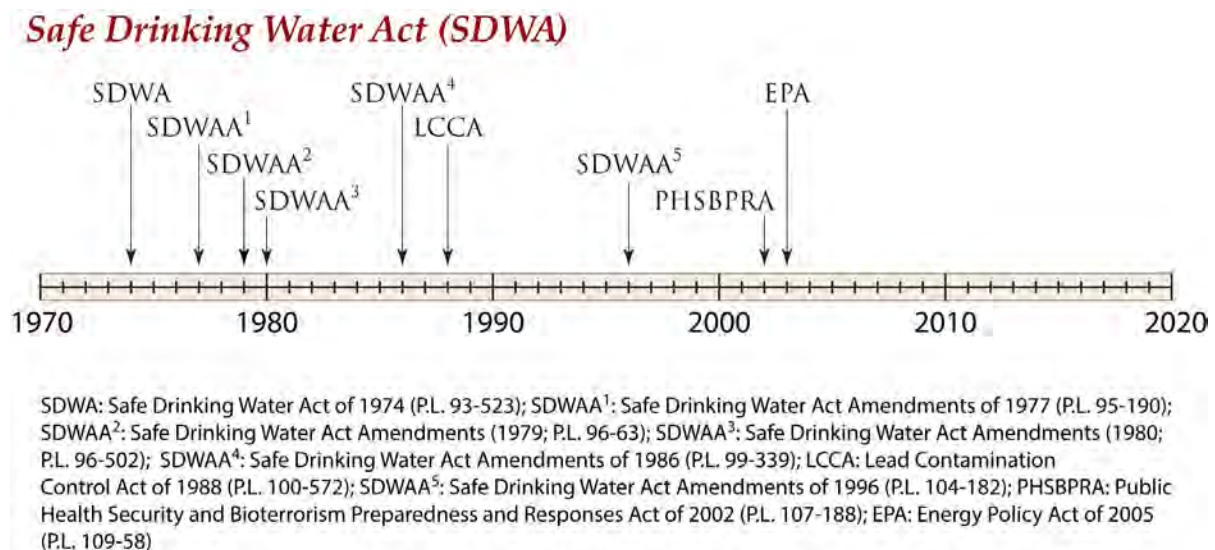 Safe Drinking Water Act (SDWA)
SDWA
SDWAA⁴
EPA
SDWAA¹
LCCA
SDWAA²
SDWAA⁵
SDWAA³
PHSBPRA
1970 1980 1990 2000 2010 2020
SDWA: Safe Drinking Water Act of 1974 (P.L. 93-523); SDWAA¹: Safe Drinking Water Act Amendments of 1977 (P.L. 95-190);
SDWAA²: Safe Drinking Water Act Amendments (1979; P.L. 96-63); SDWAA³: Safe Drinking Water Act Amendments (1980;
P.L. 96-502); SDWAA⁴: Safe Drinking Water Act Amendments of 1986 (P.L. 99-339); LCCA: Lead Contamination
Control Act of 1988 (P.L. 100-572); SDWAA⁵: Safe Drinking Water Act Amendments of 1996 (P.L. 104-182); PHSBPRA: Public
Health Security and Bioterrorism Preparedness and Responses Act of 2002 (P.L. 107-188); EPA: Energy Policy Act of 2005
(P.L. 109-58)